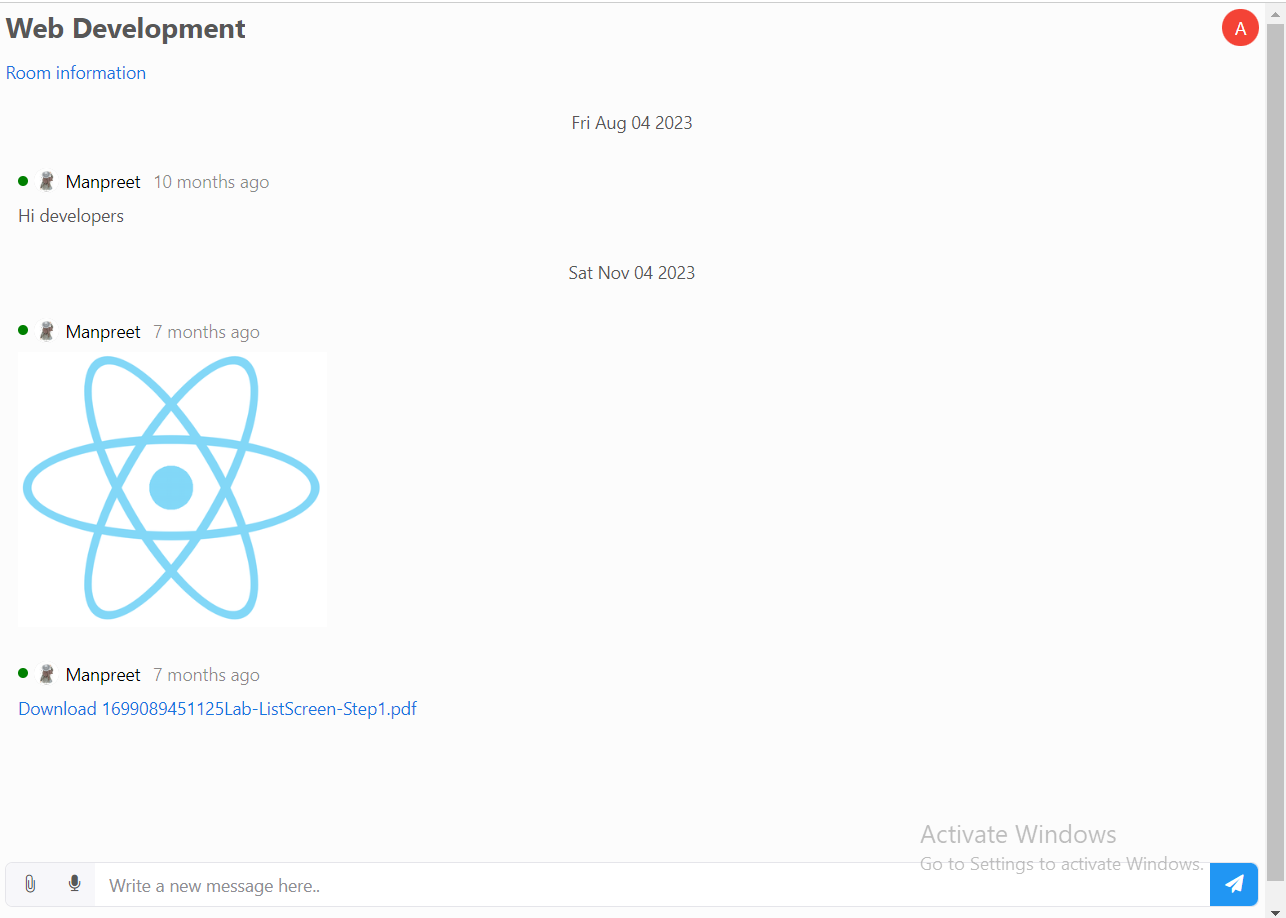 Web Development
A
Room information
Fri Aug 04 2023
Manpreet 10 months ago
Hi developers
Sat Nov 04 2023
Manpreet 7 months ago
Manpreet 7 months ago
Download 1699089451125Lab-ListScreen-Step1.pdf
Activate Windows
Go to Settings to activate Windows.
Write a new message here..